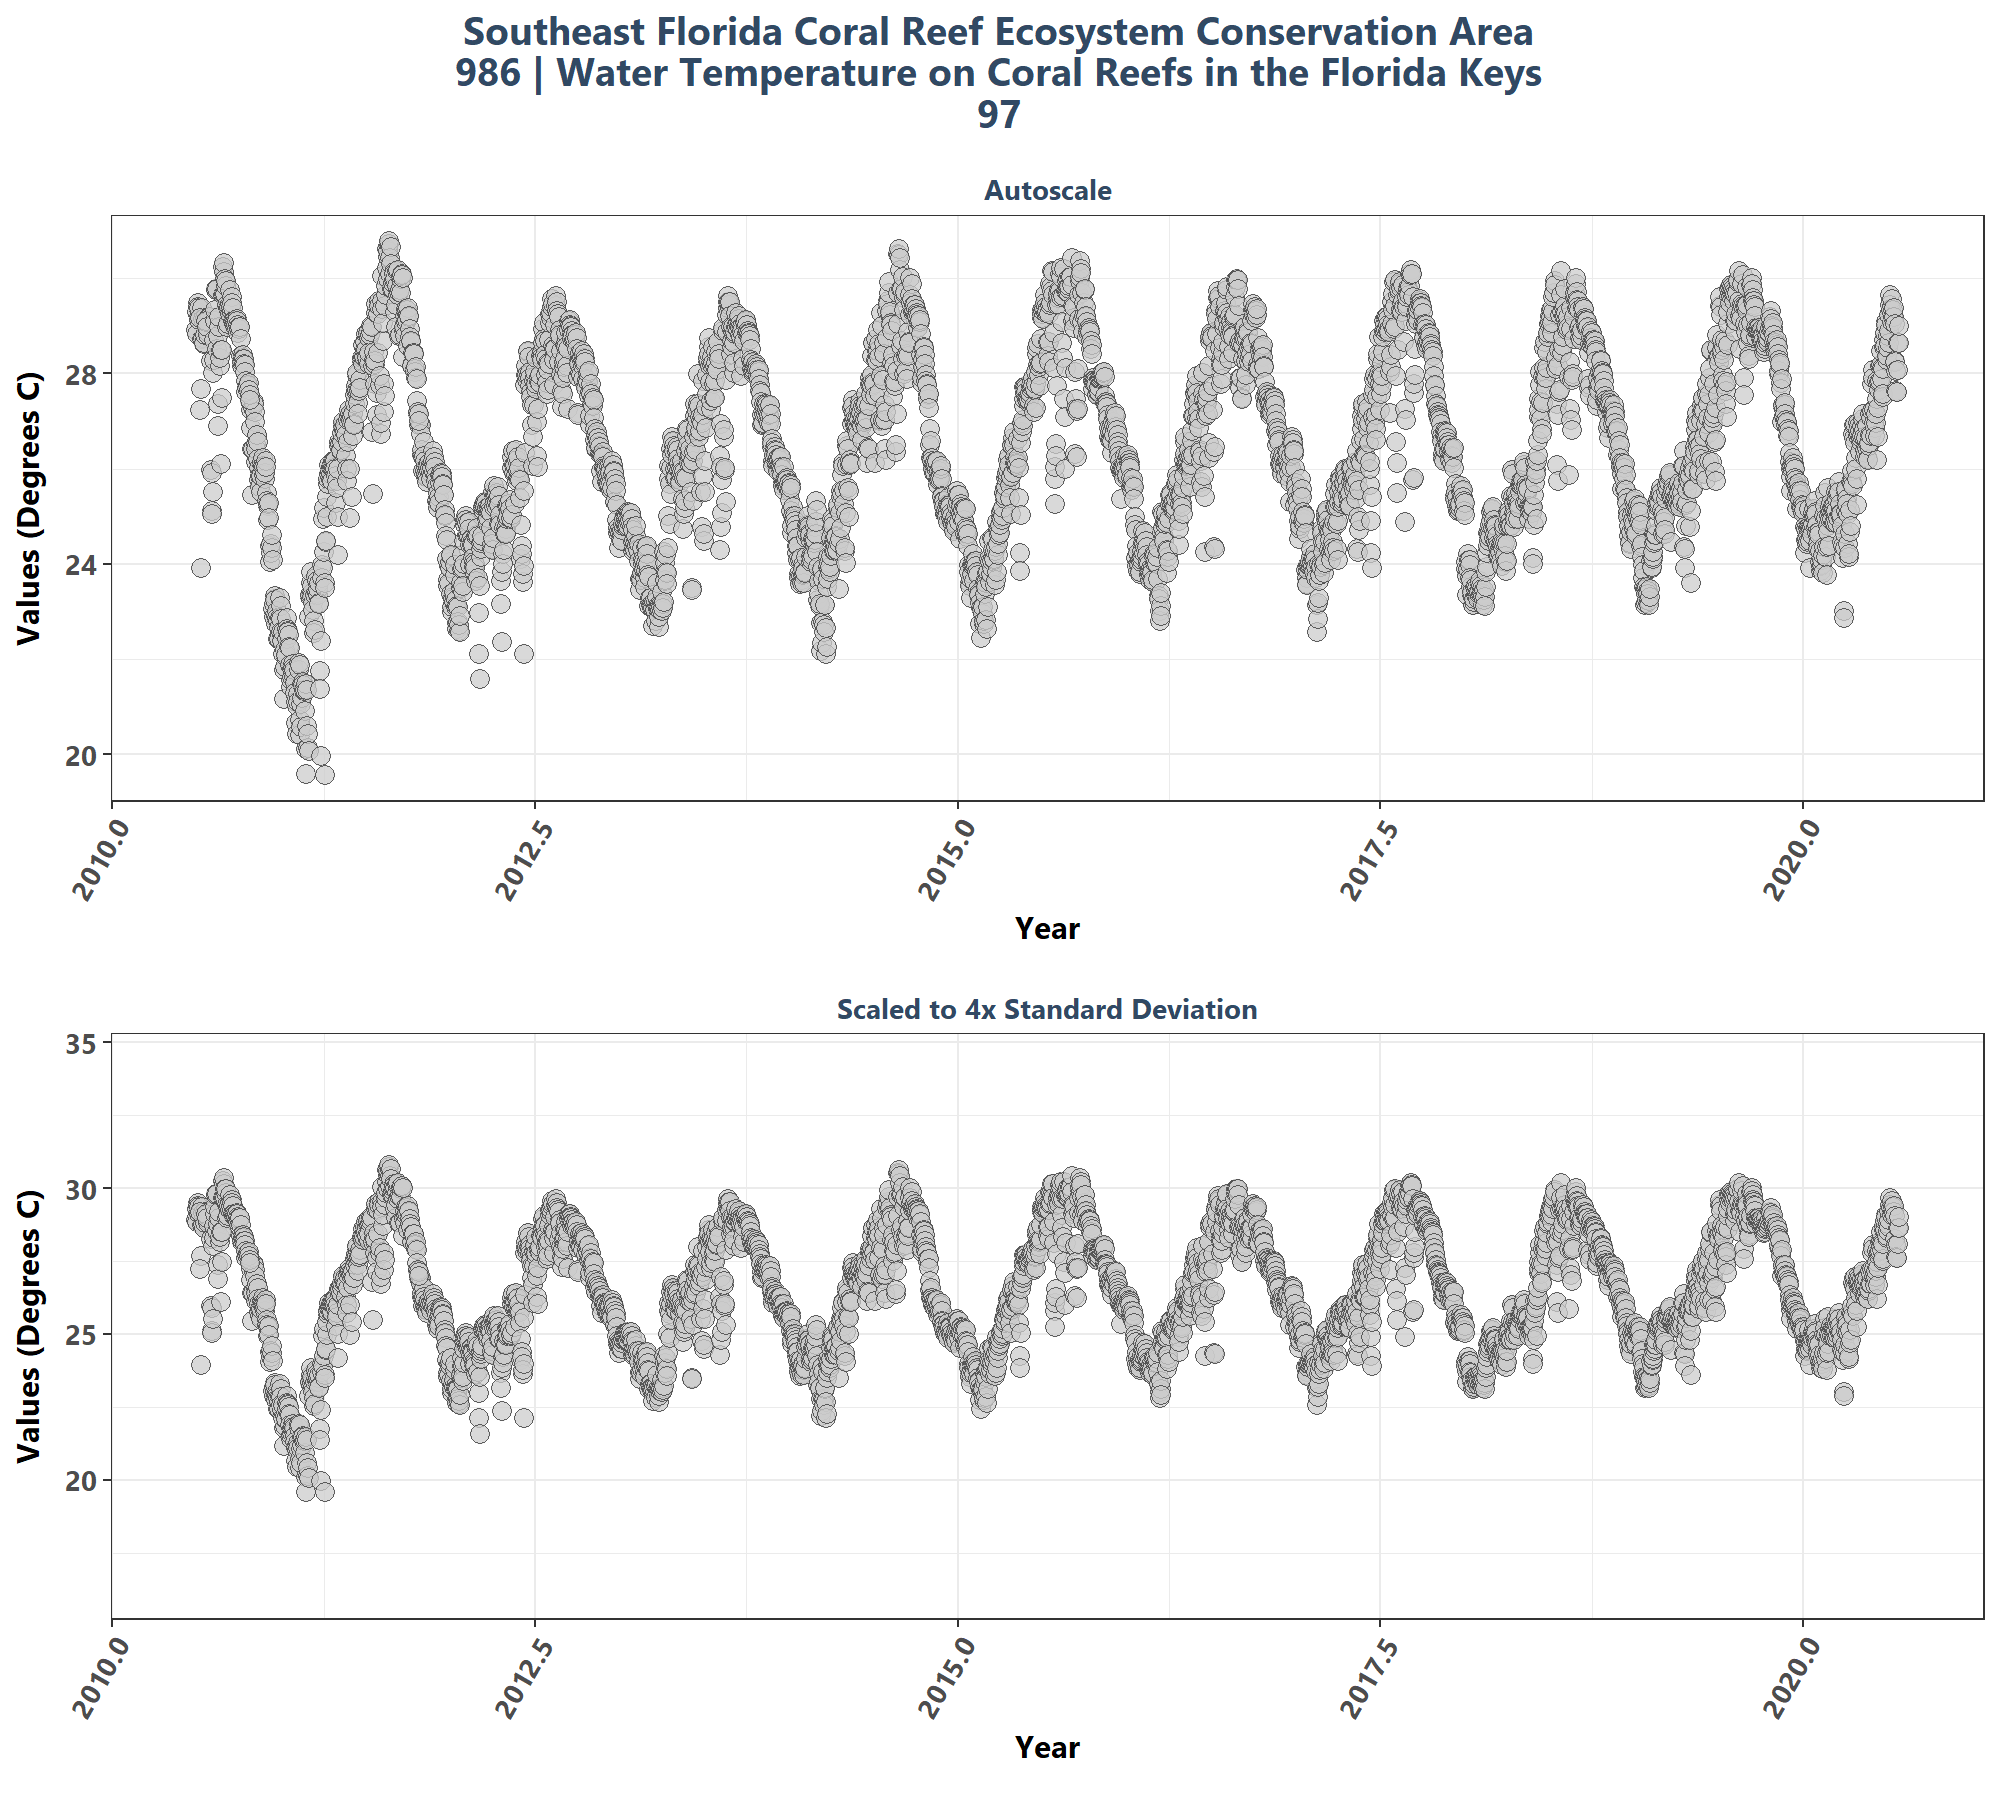 Southeast Florida Coral Reef Ecosystem Conservation Area
986 | Water Temperature on Coral Reefs in the Florida Keys
97
Autoscale
Values (Degrees C)
28
24
20
2010.0
2012.5
2015.0
2017.5
2020.0
Year
Scaled to 4x Standard Deviation
Values (Degrees C)
35
30
25
20
2010.0
2012.5
2015.0
2017.5
2020.0
Year